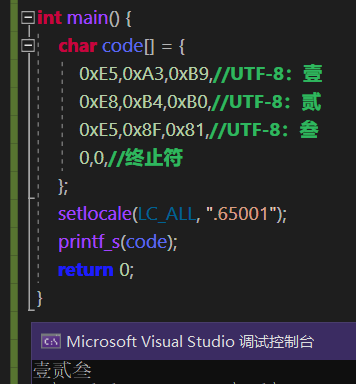 int main() {
char code[] = {
0xE5,0xA3,0xB9,//UTF-8：壹
0xE8,0xB4,0xB0,//UTF-8：贰
0xE5,0x8F,0x81,//UTF-8：叁
0,0,//终止符
};
setlocale(LC_ALL, ".65001");
printf_s(code);
return 0;
}
Microsoft Visual Studio 调试控制台
壹贰叁